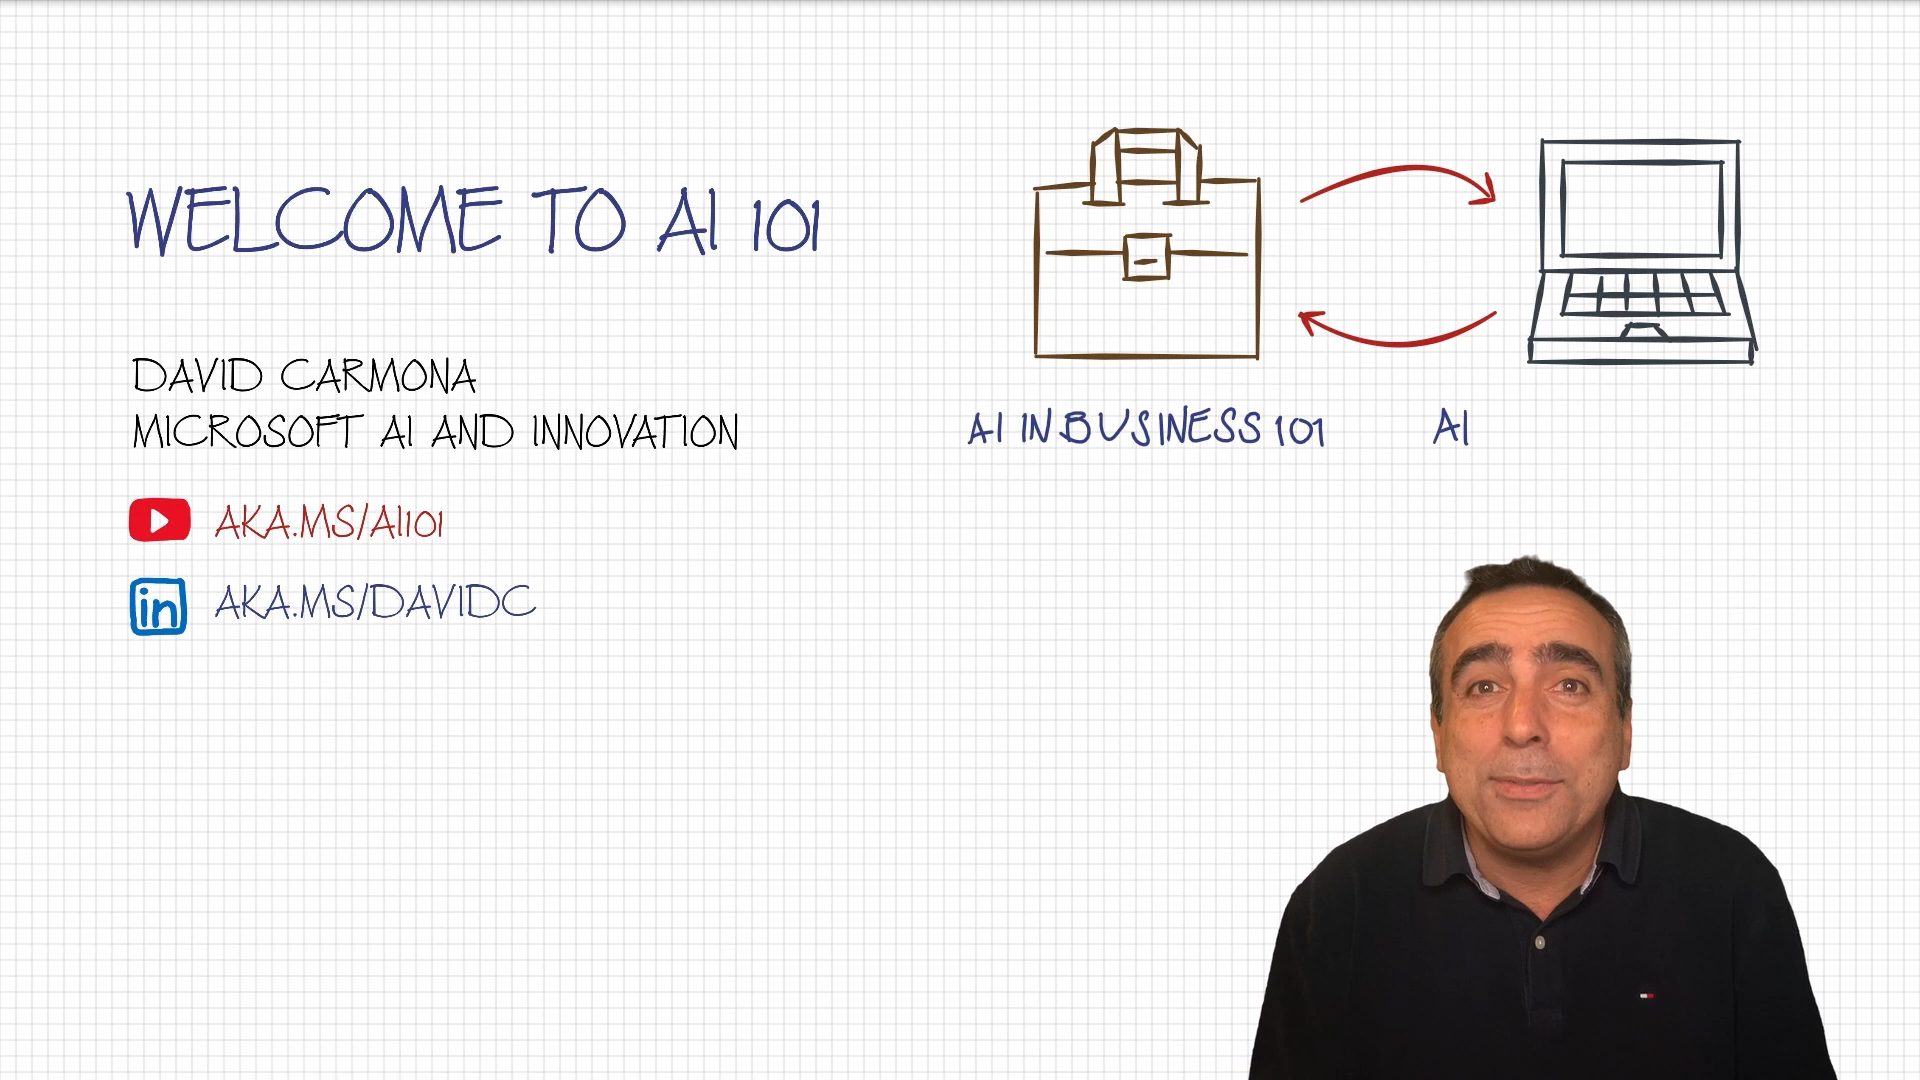 WELCOME TO AI 101
DAVID CARMONA
MICROSOFT AI AND INNOVATION
AKA.MS/AI101
in AKA.MS/DAVIDC
AI IN BUSINESS 101
AI